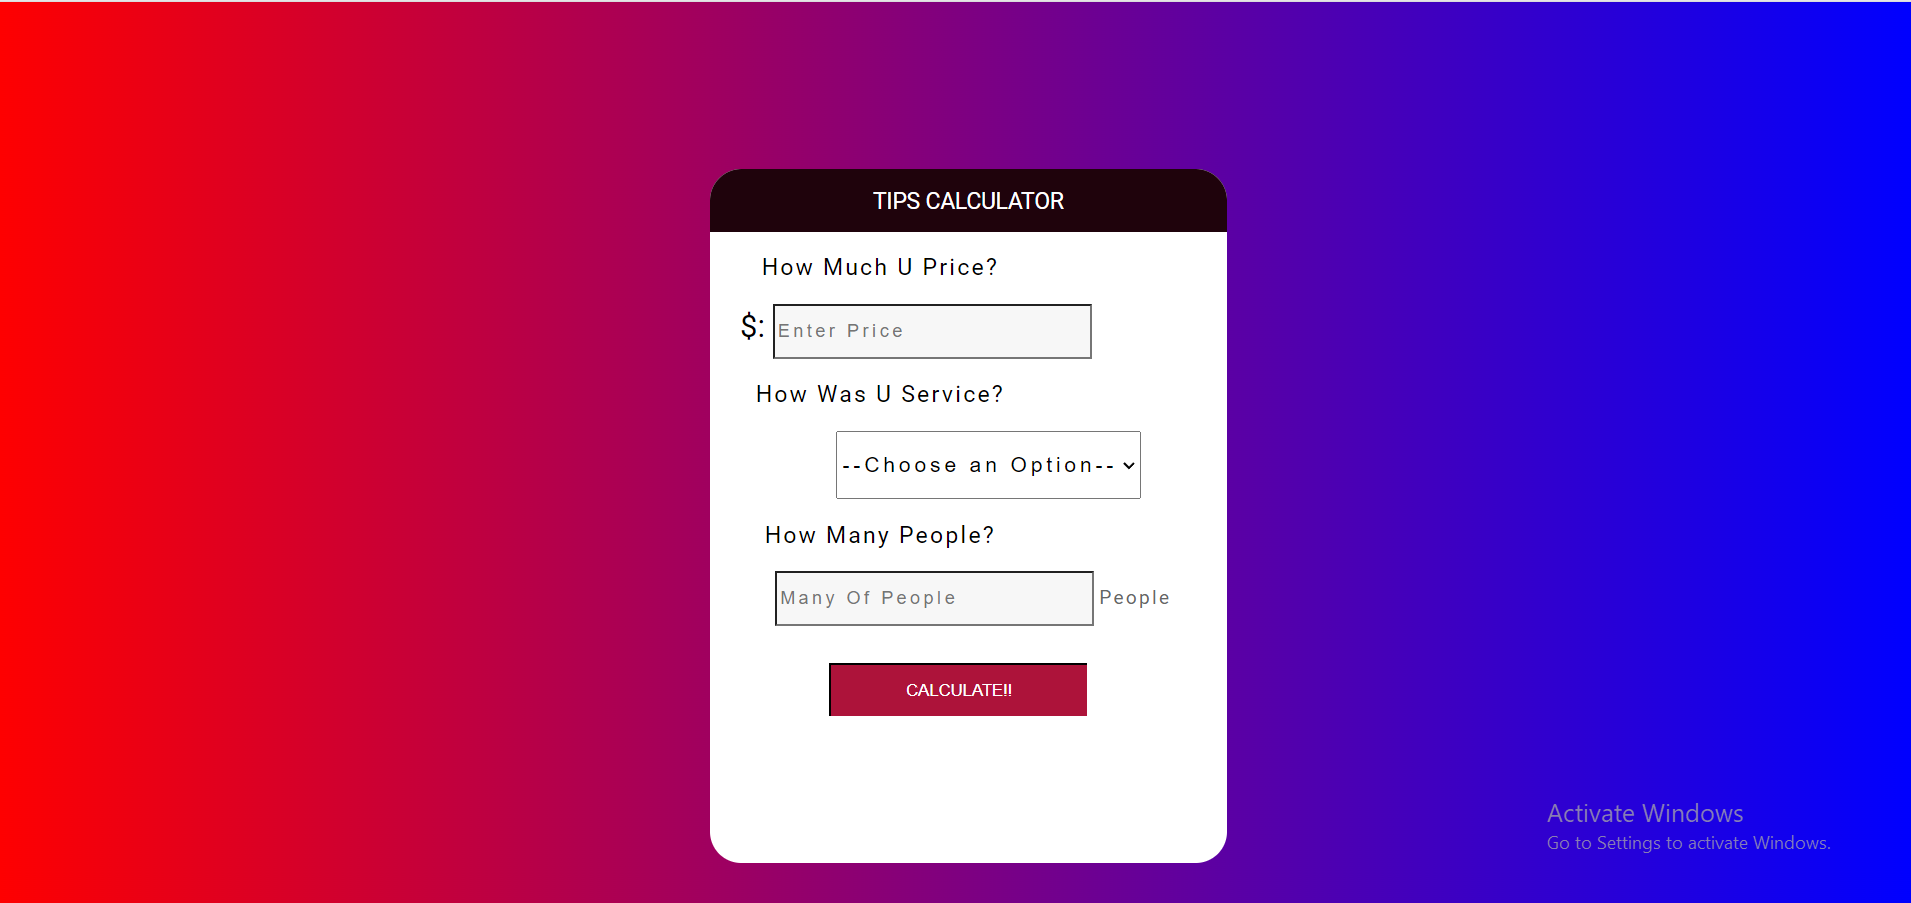 TIPS CALCULATOR
How Much U Price?
$: Enter Price
How Was U Service?
--Choose an Option--
How Many People?
Many Of People People
CALCULATE!!
Activate Windows
Go to Settings to activate Windows.